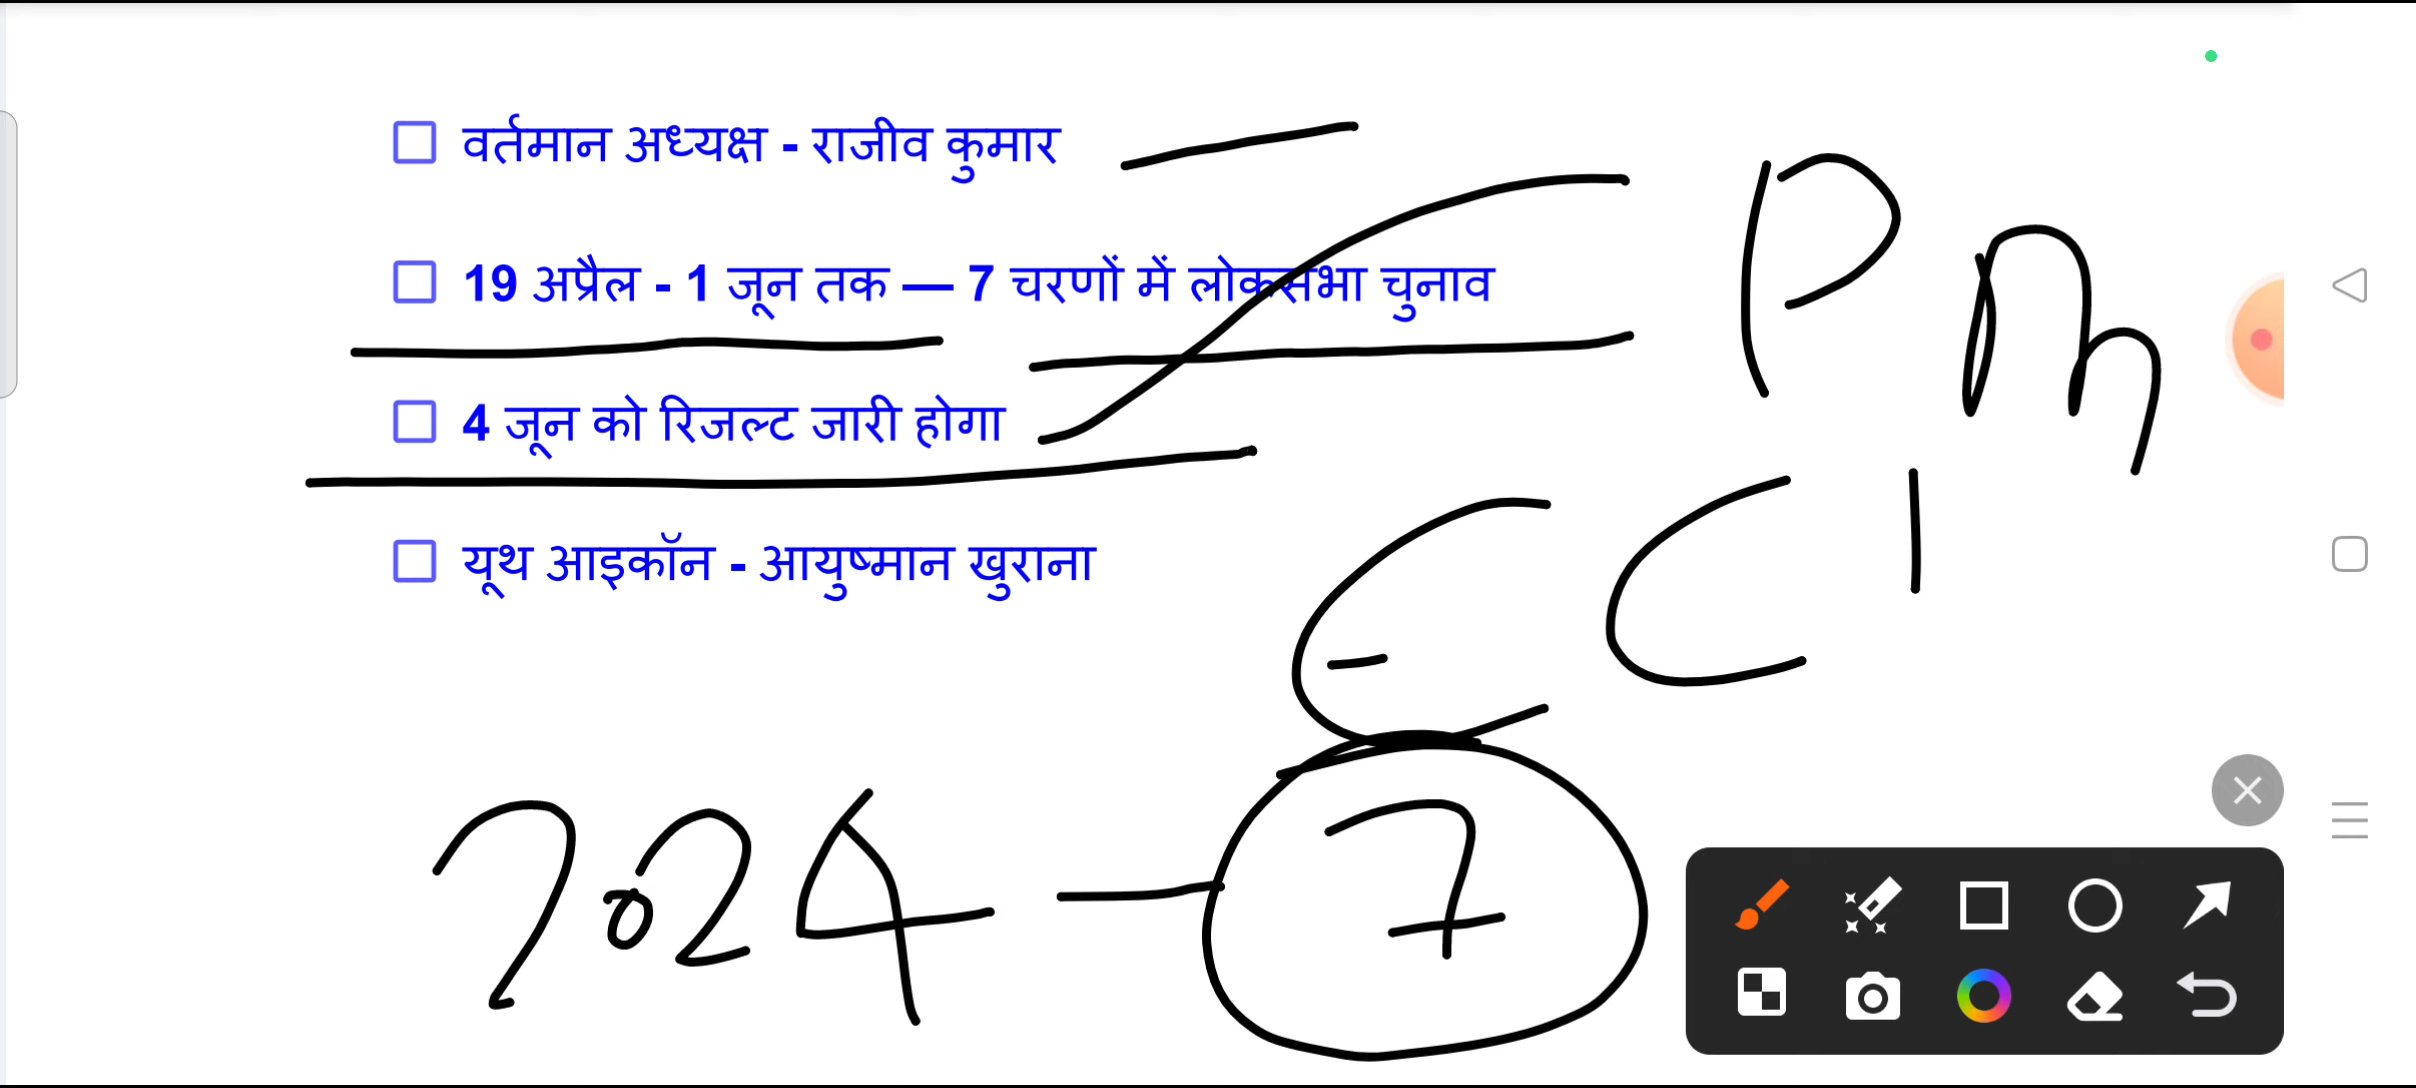 वर्तमान अध्यक्ष - राजीव कुमार
19 अप्रैल - 1 जून तक — 7 चरणों में लोकसभा चुनाव
4 जून को रिजल्ट जारी होगा
यूथ आइकॉन - आयुष्मान खुराना
Pm
ECI
2024 - 7